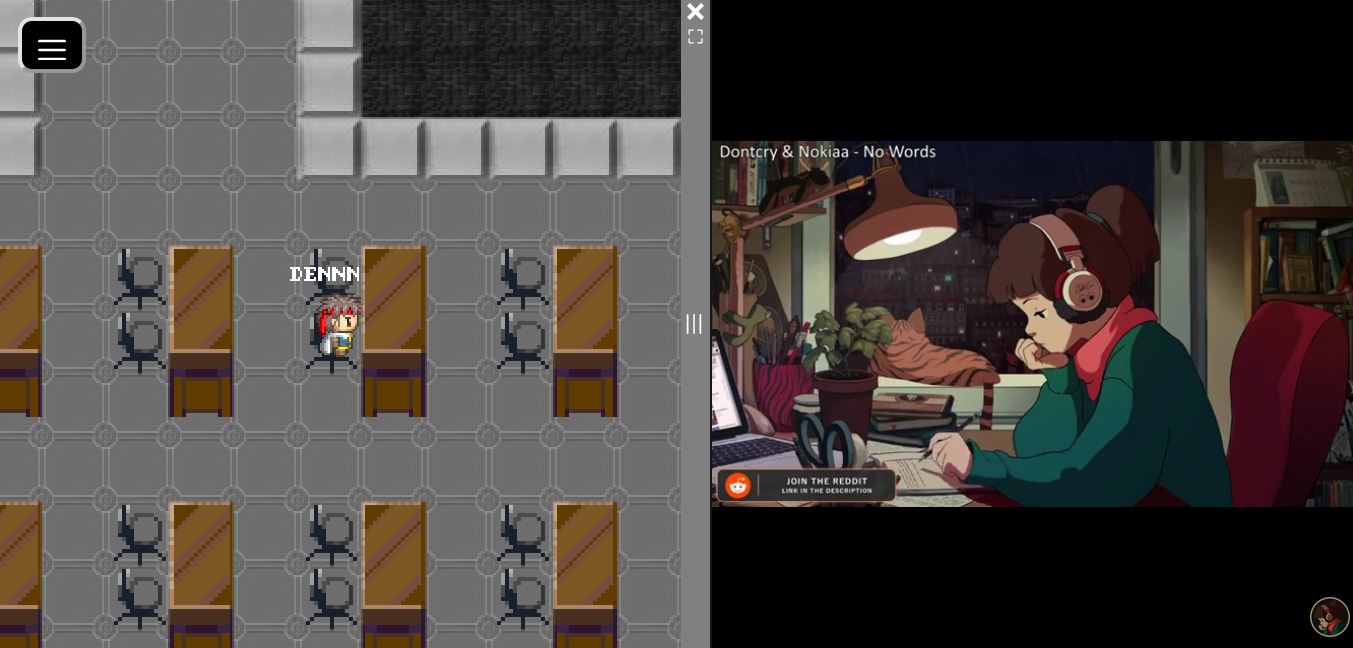 DENNN
Dontcry & Nokiaa - No Words
JOIN THE REDDIT
LINK IN THE DESCRIPTION